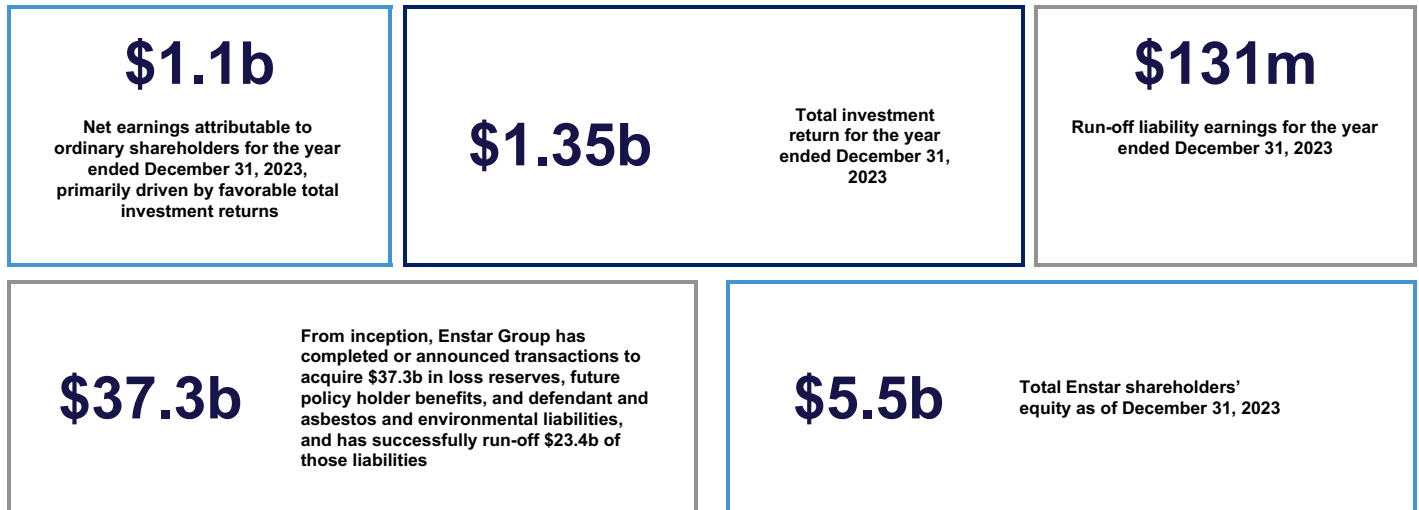 $1.1b
Net earnings attributable to
ordinary shareholders for the year
ended December 31, 2023,
primarily driven by favorable total
investment returns
$1.35b
Total investment
return for the year
ended December 31,
2023
$131m
Run-off liability earnings for the year
ended December 31, 2023
$37.3b
From inception, Enstar Group has
completed or announced transactions to
acquire $37.3b in loss reserves, future
policy holder benefits, and defendant and
asbestos and environmental liabilities,
and has successfully run-off $23.4b of
those liabilities
$5.5b
Total Enstar shareholders’
equity as of December 31, 2023